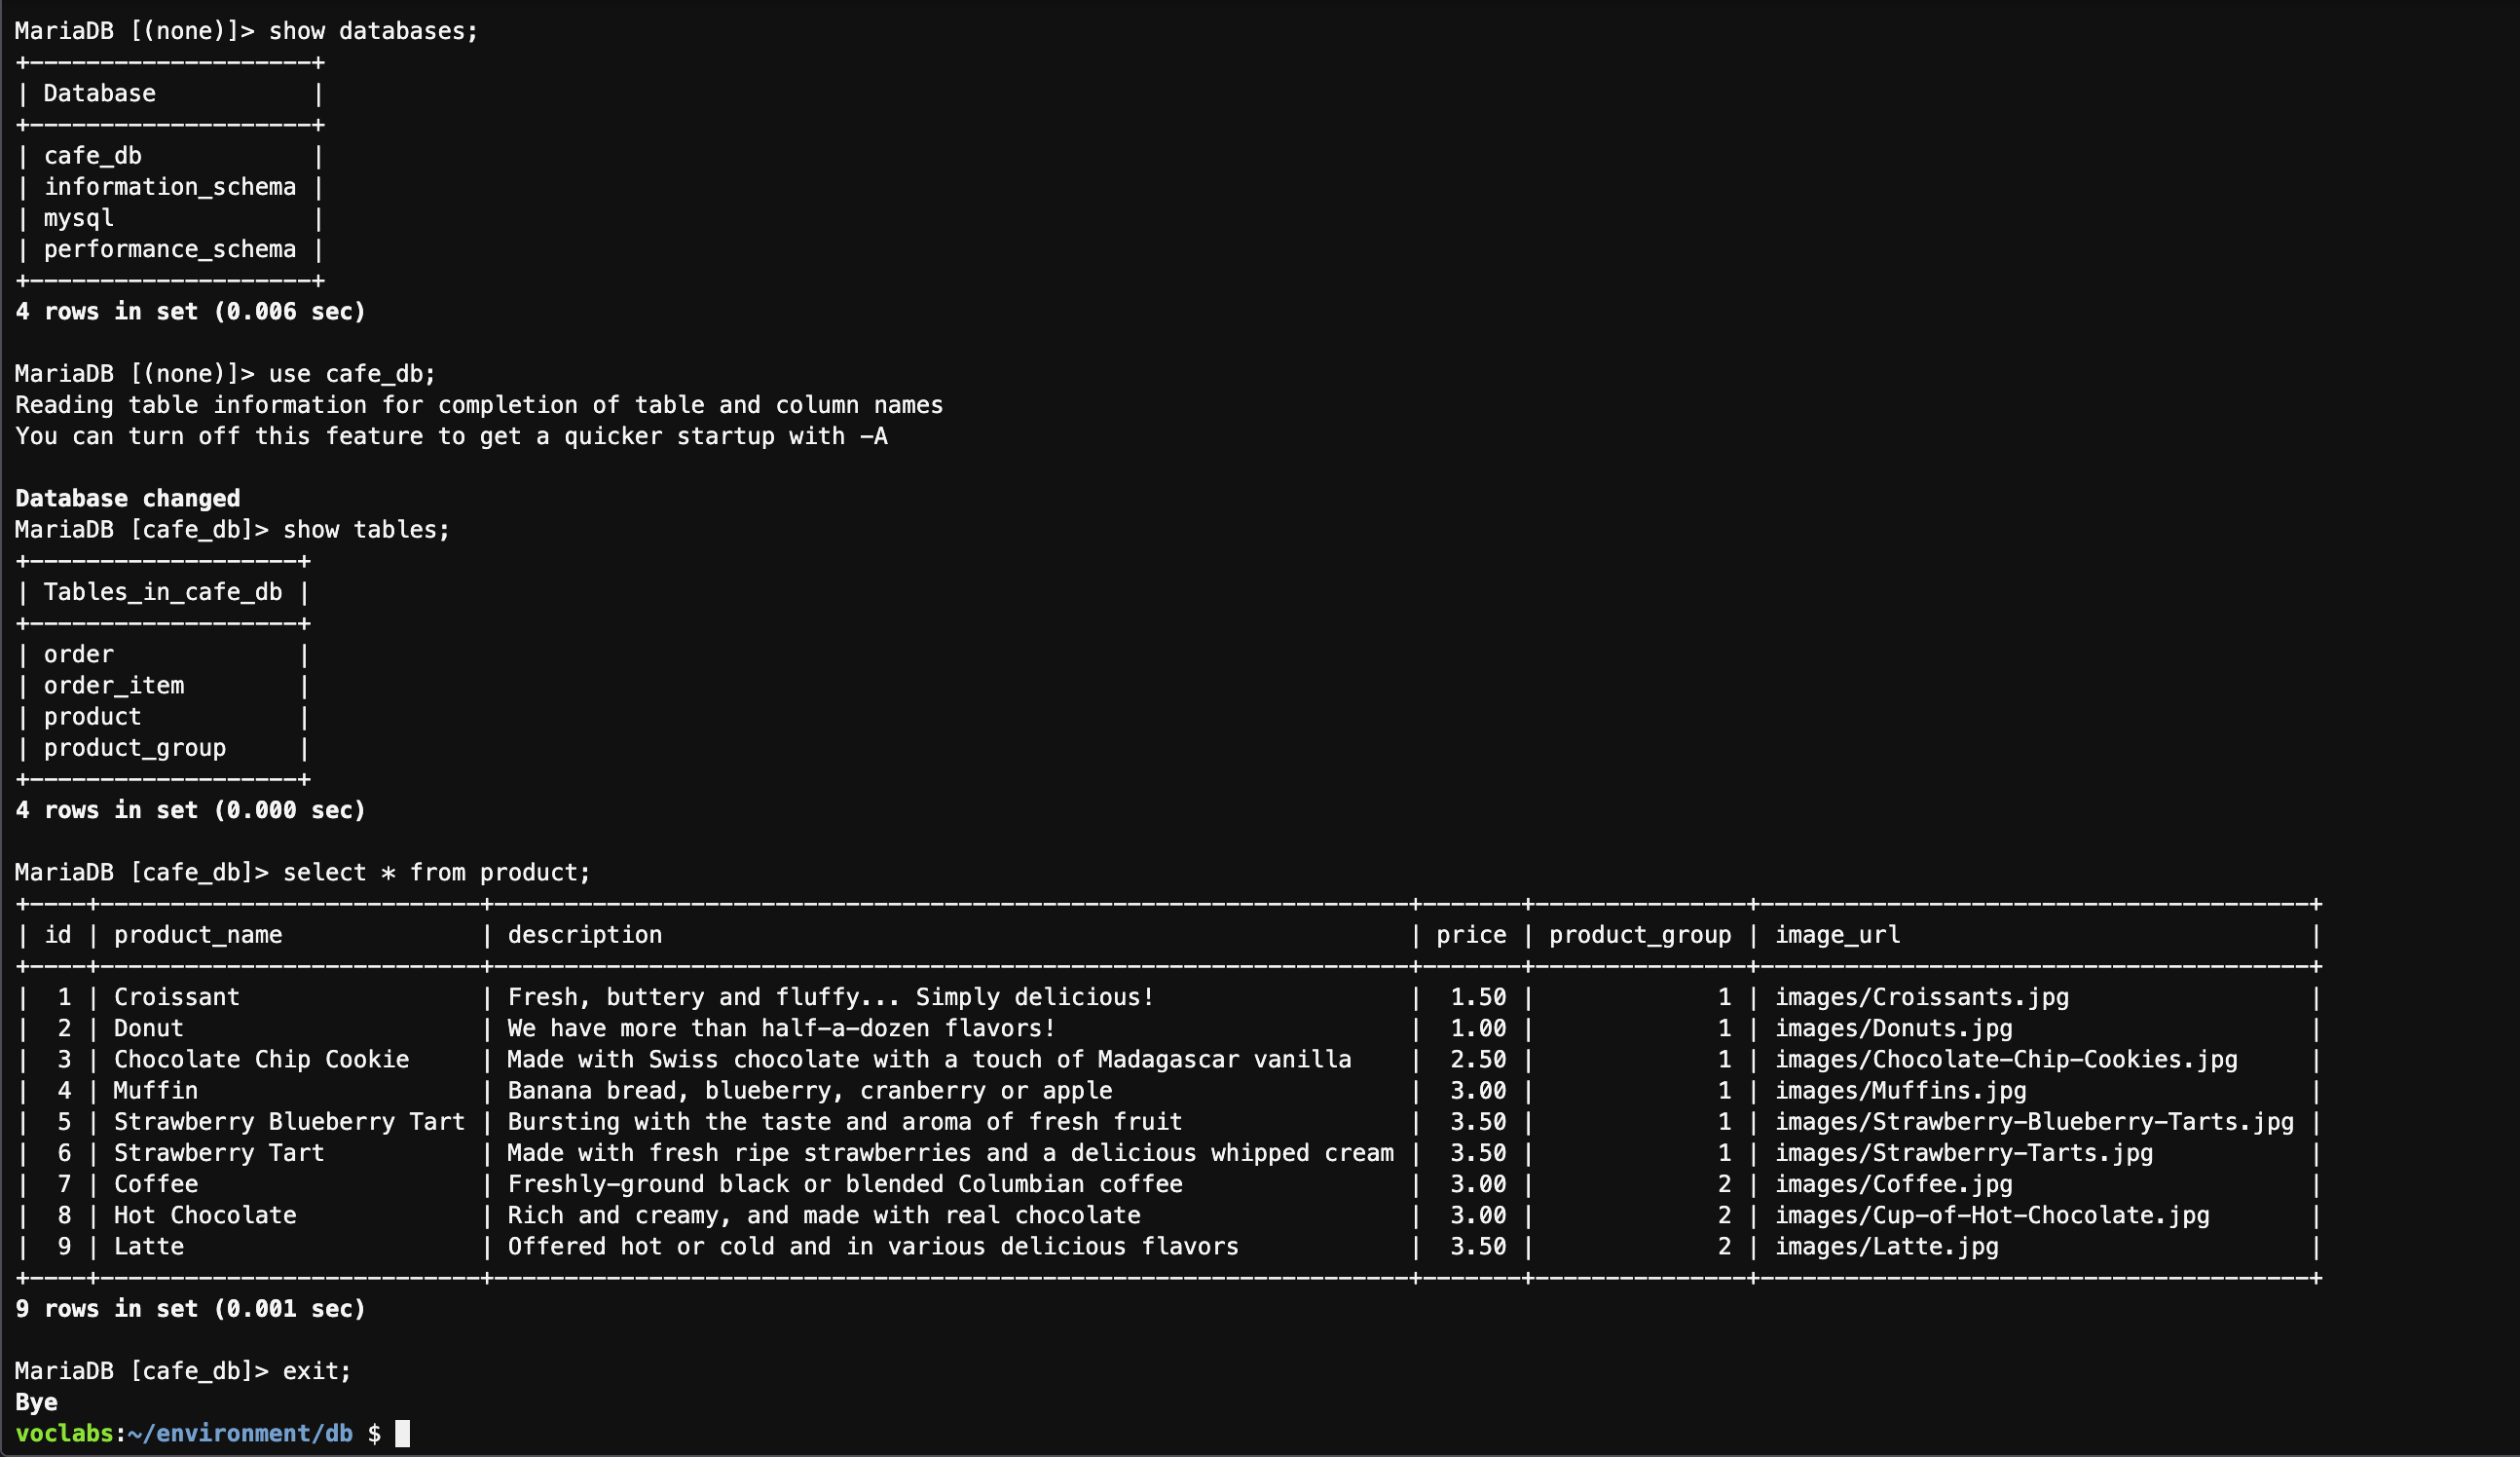 MariaDB [(none)]> show databases;
+--------------------+
| Database           |
+--------------------+
| cafe_db            |
| information_schema |
| mysql              |
| performance_schema |
+--------------------+
4 rows in set (0.006 sec)

MariaDB [(none)]> use cafe_db;
Reading table information for completion of table and column names
You can turn off this feature to get a quicker startup with -A

Database changed
MariaDB [cafe_db]> show tables;
+-------------------+
| Tables_in_cafe_db |
+-------------------+
| order             |
| order_item        |
| product           |
| product_group     |
+-------------------+
4 rows in set (0.000 sec)

MariaDB [cafe_db]> select * from product;
+----+---------------------------+-----------------------------------------------------------------+-------+---------------+---------------------------------------+
| id | product_name              | description                                                     | price | product_group | image_url                             |
+----+---------------------------+-----------------------------------------------------------------+-------+---------------+---------------------------------------+
|  1 | Croissant                 | Fresh, buttery and fluffy... Simply delicious!                  |  1.50 |             1 | images/Croissants.jpg                 |
|  2 | Donut                     | We have more than half-a-dozen flavors!                         |  1.00 |             1 | images/Donuts.jpg                     |
|  3 | Chocolate Chip Cookie     | Made with Swiss chocolate with a touch of Madagascar vanilla    |  2.50 |             1 | images/Chocolate-Chip-Cookies.jpg     |
|  4 | Muffin                    | Banana bread, blueberry, cranberry or apple                     |  3.00 |             1 | images/Muffins.jpg                    |
|  5 | Strawberry Blueberry Tart | Bursting with the taste and aroma of fresh fruit                |  3.50 |             1 | images/Strawberry-Blueberry-Tarts.jpg |
|  6 | Strawberry Tart           | Made with fresh ripe strawberries and a delicious whipped cream |  3.50 |             1 | images/Strawberry-Tarts.jpg           |
|  7 | Coffee                    | Freshly-ground black or blended Columbian coffee                |  3.00 |             2 | images/Coffee.jpg                     |
|  8 | Hot Chocolate             | Rich and creamy, and made with real chocolate                   |  3.00 |             2 | images/Cup-of-Hot-Chocolate.jpg       |
|  9 | Latte                     | Offered hot or cold and in various delicious flavors            |  3.50 |             2 | images/Latte.jpg                      |
+----+---------------------------+-----------------------------------------------------------------+-------+---------------+---------------------------------------+
9 rows in set (0.001 sec)

MariaDB [cafe_db]> exit;
Bye
voclabs:~/environment/db $